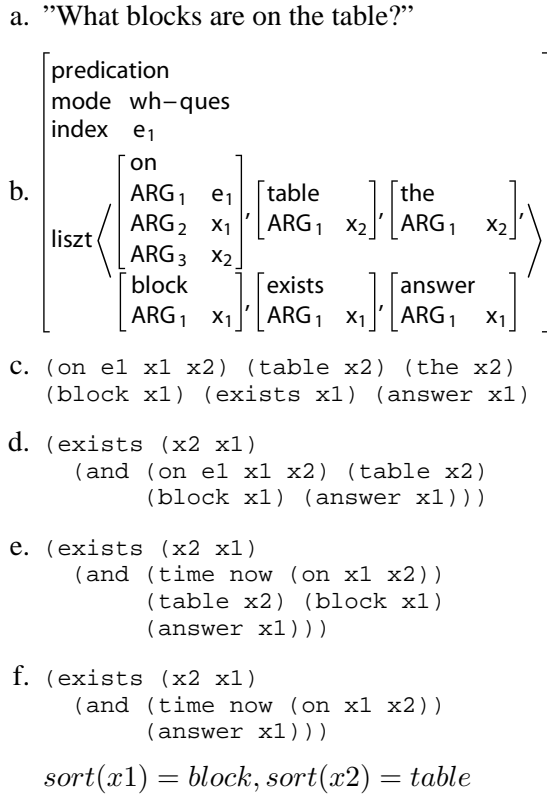 a. ”What blocks are on the table?”
predication
mode wh−ques
index e1
b. liszt ⟨ [on ARG1 e1 ARG2 x1 ARG3 x2], [table ARG1 x2], [the ARG1 x2],
[block ARG1 x1], [exists ARG1 x1], [answer ARG1 x1] ⟩
c. (on e1 x1 x2) (table x2) (the x2)
(block x1) (exists x1) (answer x1)
d. (exists (x2 x1)
(and (on e1 x1 x2) (table x2)
(block x1) (answer x1)))
e. (exists (x2 x1)
(and (time now (on x1 x2))
(table x2) (block x1)
(answer x1)))
f. (exists (x2 x1)
(and (time now (on x1 x2))
(answer x1)))
sort(x1) = block, sort(x2) = table